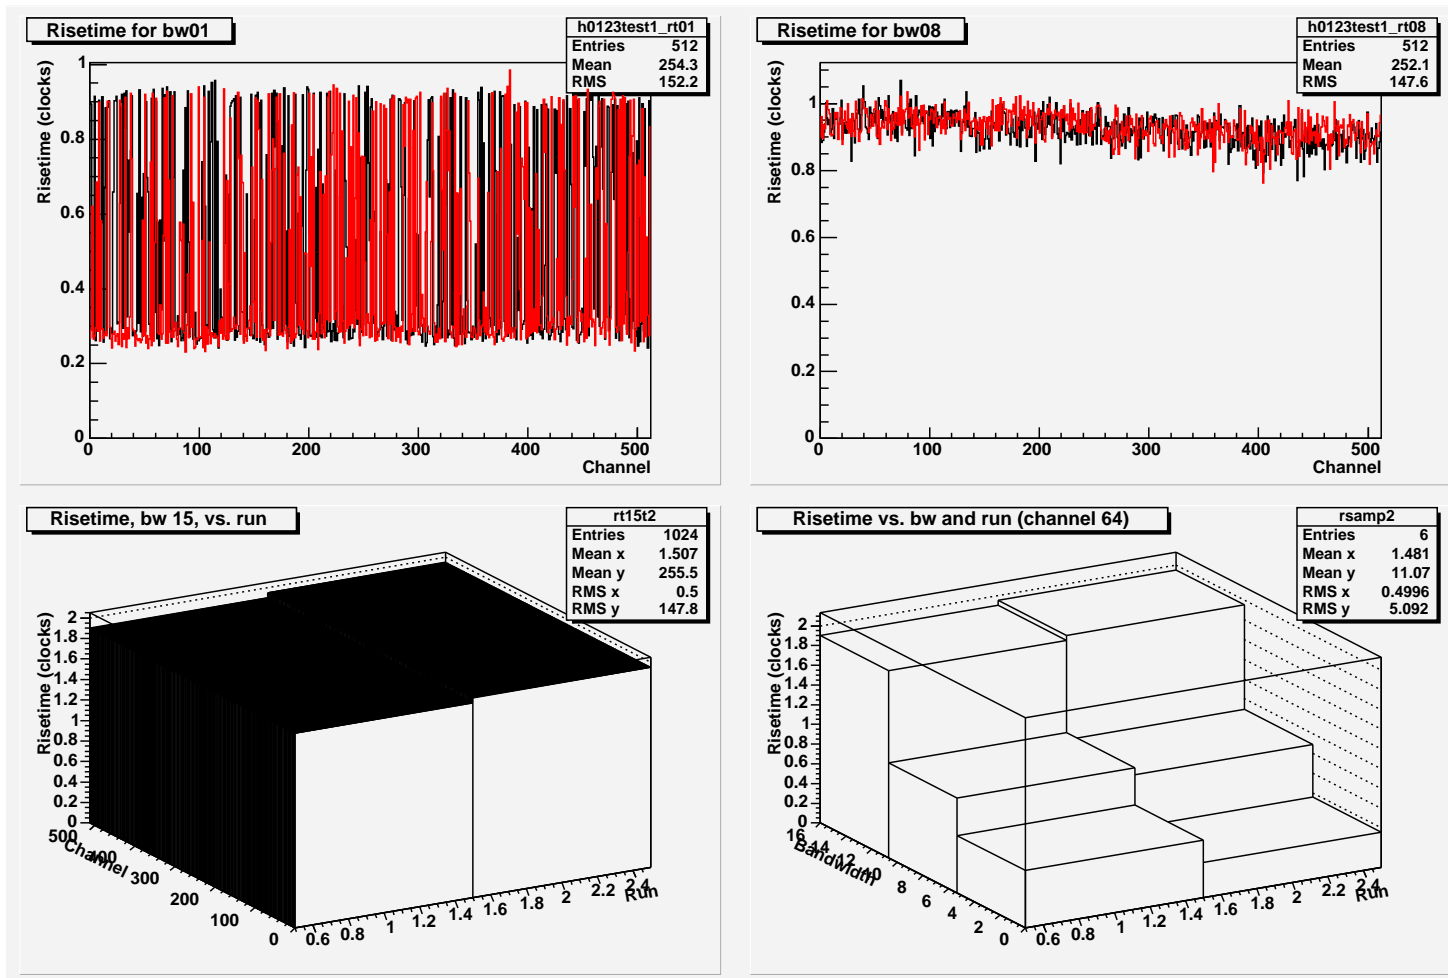 Risetime for bw01
h0123test1_rt01
Entries 512
Mean 254.3
RMS 152.2
Risetime (clocks)
1
0.8
0.6
0.4
0.2
0
0 100 200 300 400 500
Channel
Risetime for bw08
h0123test1_rt08
Entries 512
Mean 252.1
RMS 147.6
Risetime (clocks)
1
0.8
0.6
0.4
0.2
0
0 100 200 300 400 500
Channel
Risetime, bw 15, vs. run
rt15t2
Entries 1024
Mean x 1.507
Mean y 255.5
RMS x 0.5
RMS y 147.8
Risetime (clocks)
2
1.8
1.6
1.4
1.2
1
0.8
0.6
0.4
0.2
0
500 400 300 200 100 0
Channel
0.6 0.8 1 1.2 1.4 1.6 1.8 2 2.2 2.4
Run
Risetime vs. bw and run (channel 64)
rsamp2
Entries 6
Mean x 1.481
Mean y 11.07
RMS x 0.4996
RMS y 5.092
Risetime (clocks)
2
1.8
1.6
1.4
1.2
1
0.8
0.6
0.4
0.2
0
16 14 12 10 8 6 4 2 0
Bandwidth
0.6 0.8 1 1.2 1.4 1.6 1.8 2 2.2 2.4
Run